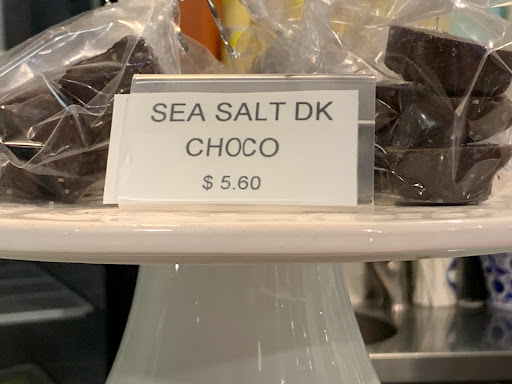 SEA SALT DK
CHOCO
$ 5.60